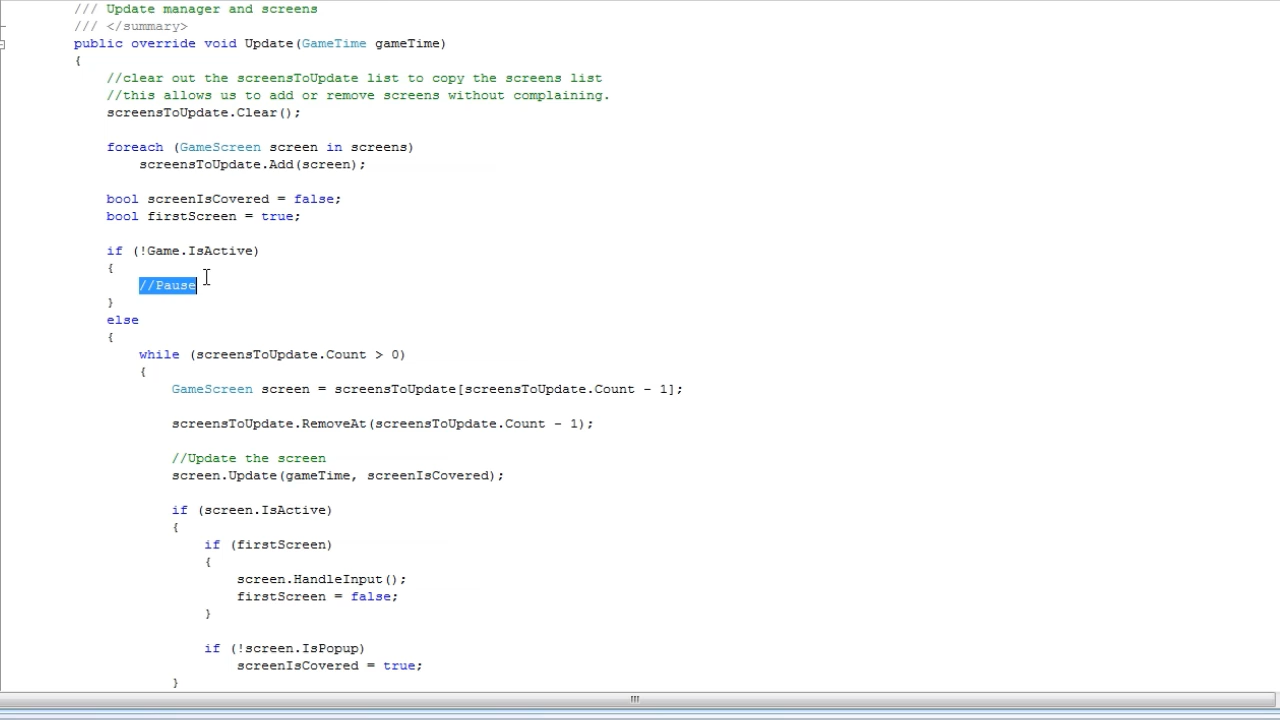 /// Update manager and screens
/// </summary>
public override void Update(GameTime gameTime)
{
//clear out the screensToUpdate list to copy the screens list
//this allows us to add or remove screens without complaining.
screensToUpdate.Clear();
foreach (GameScreen screen in screens)
screensToUpdate.Add(screen);
bool screenIsCovered = false;
bool firstScreen = true;
if (!Game.IsActive)
{
//Pause
}
else
{
while (screensToUpdate.Count > 0)
{
GameScreen screen = screensToUpdate[screensToUpdate.Count - 1];
screensToUpdate.RemoveAt(screensToUpdate.Count - 1);
//Update the screen
screen.Update(gameTime, screenIsCovered);
if (screen.IsActive)
{
if (firstScreen)
{
screen.HandleInput();
firstScreen = false;
}
if (!screen.IsPopup)
screenIsCovered = true;
}